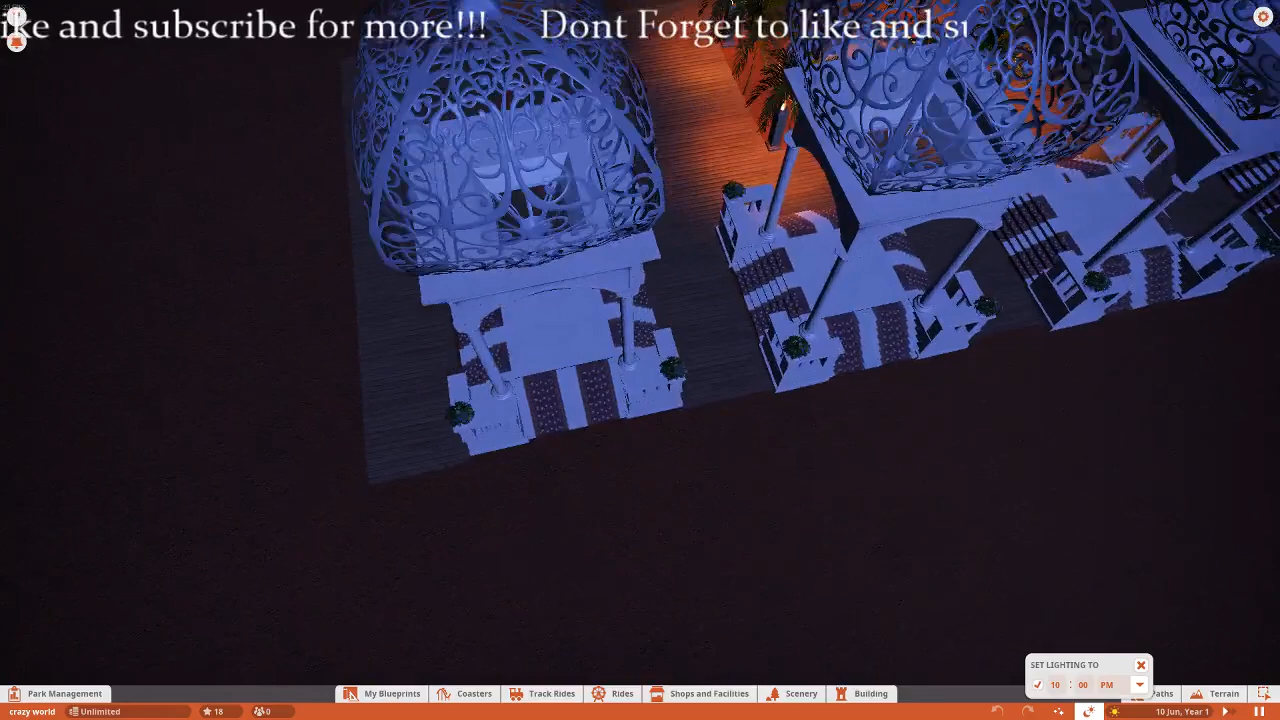 ike and subscribe for more!!! Dont Forget to like and su
SET LIGHTING TO
10 : 00 PM
Park Management
My Blueprints
Coasters
Track Rides
Rides
Shops and Facilities
Scenery
Building
Paths
Terrain
crazy world
Unlimited
18
0
10 Jun, Year 1